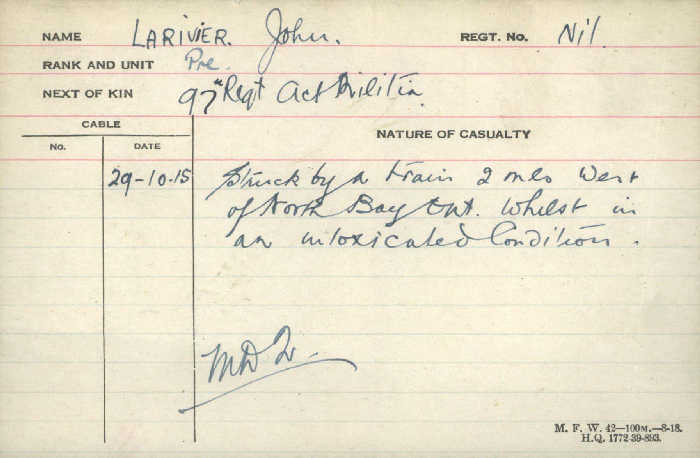 NAME LARIVIER. John. REGT. No. Nil.
RANK AND UNIT Pte.
NEXT OF KIN 97th Regt Act Militia
CABLE
NATURE OF CASUALTY
No. DATE
29-10-15 Struck by a train 2 mls West
of North Bay Ont. Whilst in
an intoxicated Condition.
M D 2.
M. F. W. 42—100M.—8-18.
H.Q. 1772-39-893.